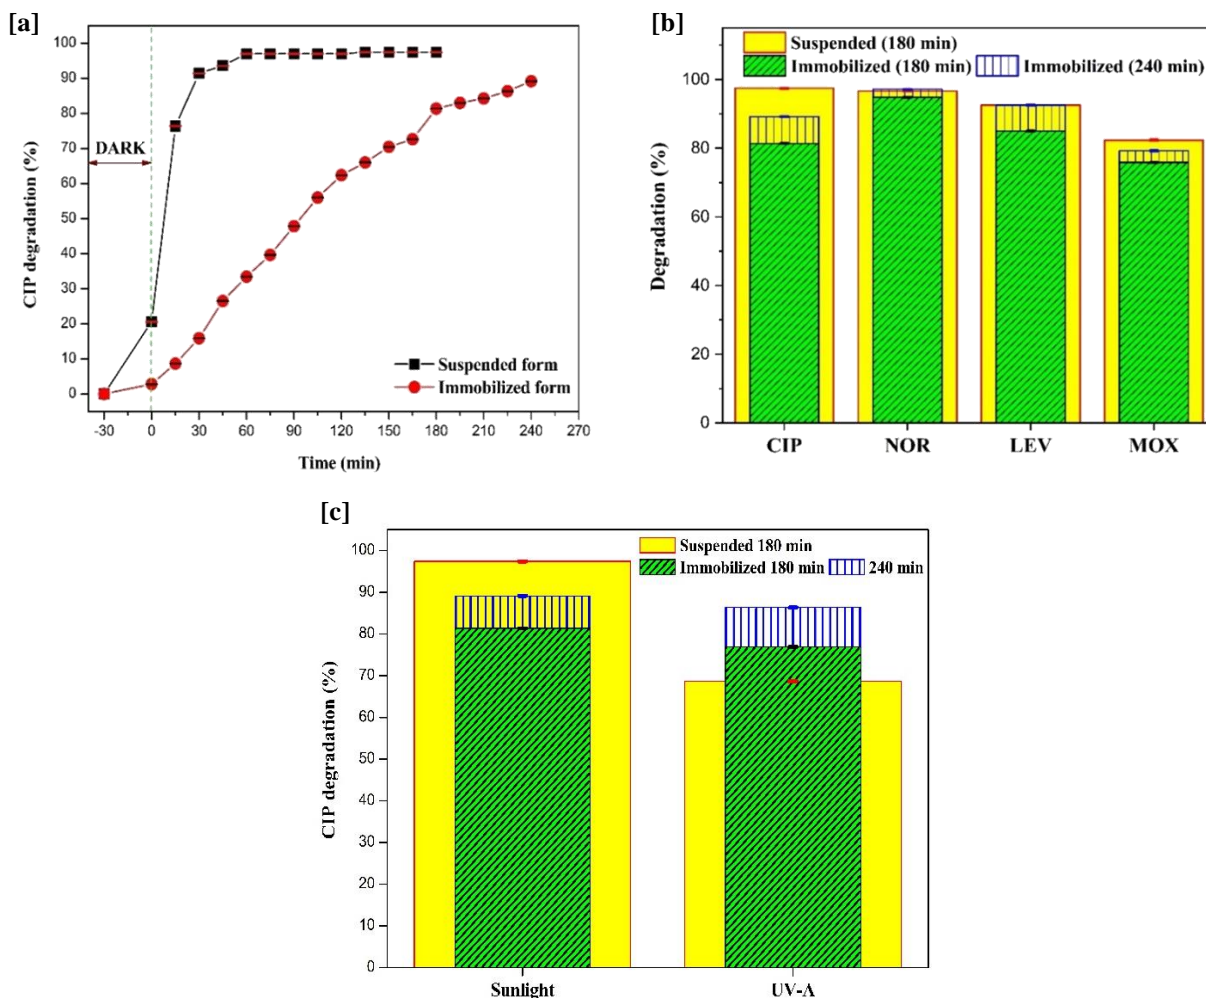 [a]
CIP degradation (%)
100
90
80
70
60
50
40
30
20
10
0
DARK
Suspended form
Immobilized form
-30 0 30 60 90 120 150 180 210 240 270
Time (min)
[b]
Degradation (%)
100
80
60
40
20
0
Suspended (180 min)
Immobilized (180 min) Immobilized (240 min)
CIP NOR LEV MOX
[c]
CIP degradation (%)
100
90
80
70
60
50
40
30
20
10
0
Suspended 180 min
Immobilized 180 min 240 min
Sunlight UV-A